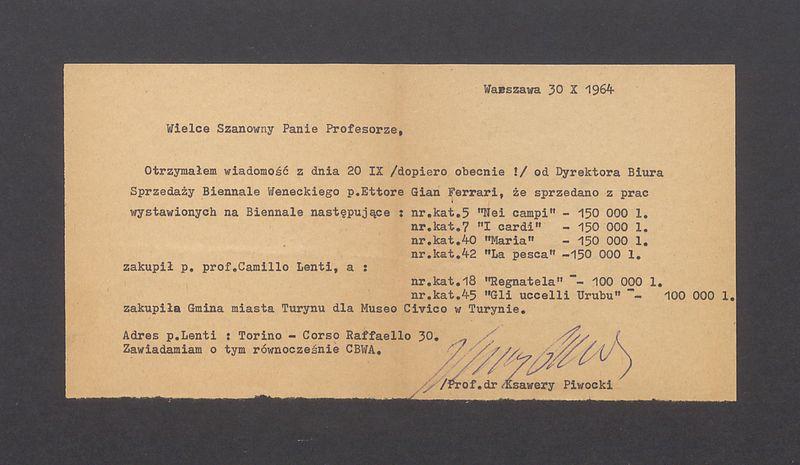 Warszawa 30 X 1964
Wielce Szanowny Panie Profesorze,
Otrzymałem wiadomość z dnia 20 IX /dopiero obecnie !/ od Dyrektora Biura
Sprzedaży Biennale Weneckiego p.Ettore Gian Ferrari, że sprzedano z prac
wystawionych na Biennale następujące : nr.kat.5 "Nei campi" - 150 000 l.
nr.kat.7 "I cardi" - 150 000 l.
nr.kat.40 "Maria" - 150 000 l.
nr.kat.42 "La pesca" -150 000 l.
zakupił p. prof.Camillo Lenti, a :
nr.kat.18 "Regnatela" - 100 000 l.
nr.kat.45 "Gli uccelli Urubu" - 100 000 l.
zakupiła Gmina miasta Turynu dla Museo Civico w Turynie.
Adres p.Lenti : Torino - Corso Raffaello 30.
Zawiadamiam o tym równocześnie CBWA.
/Prof.dr Ksawery Piwocki